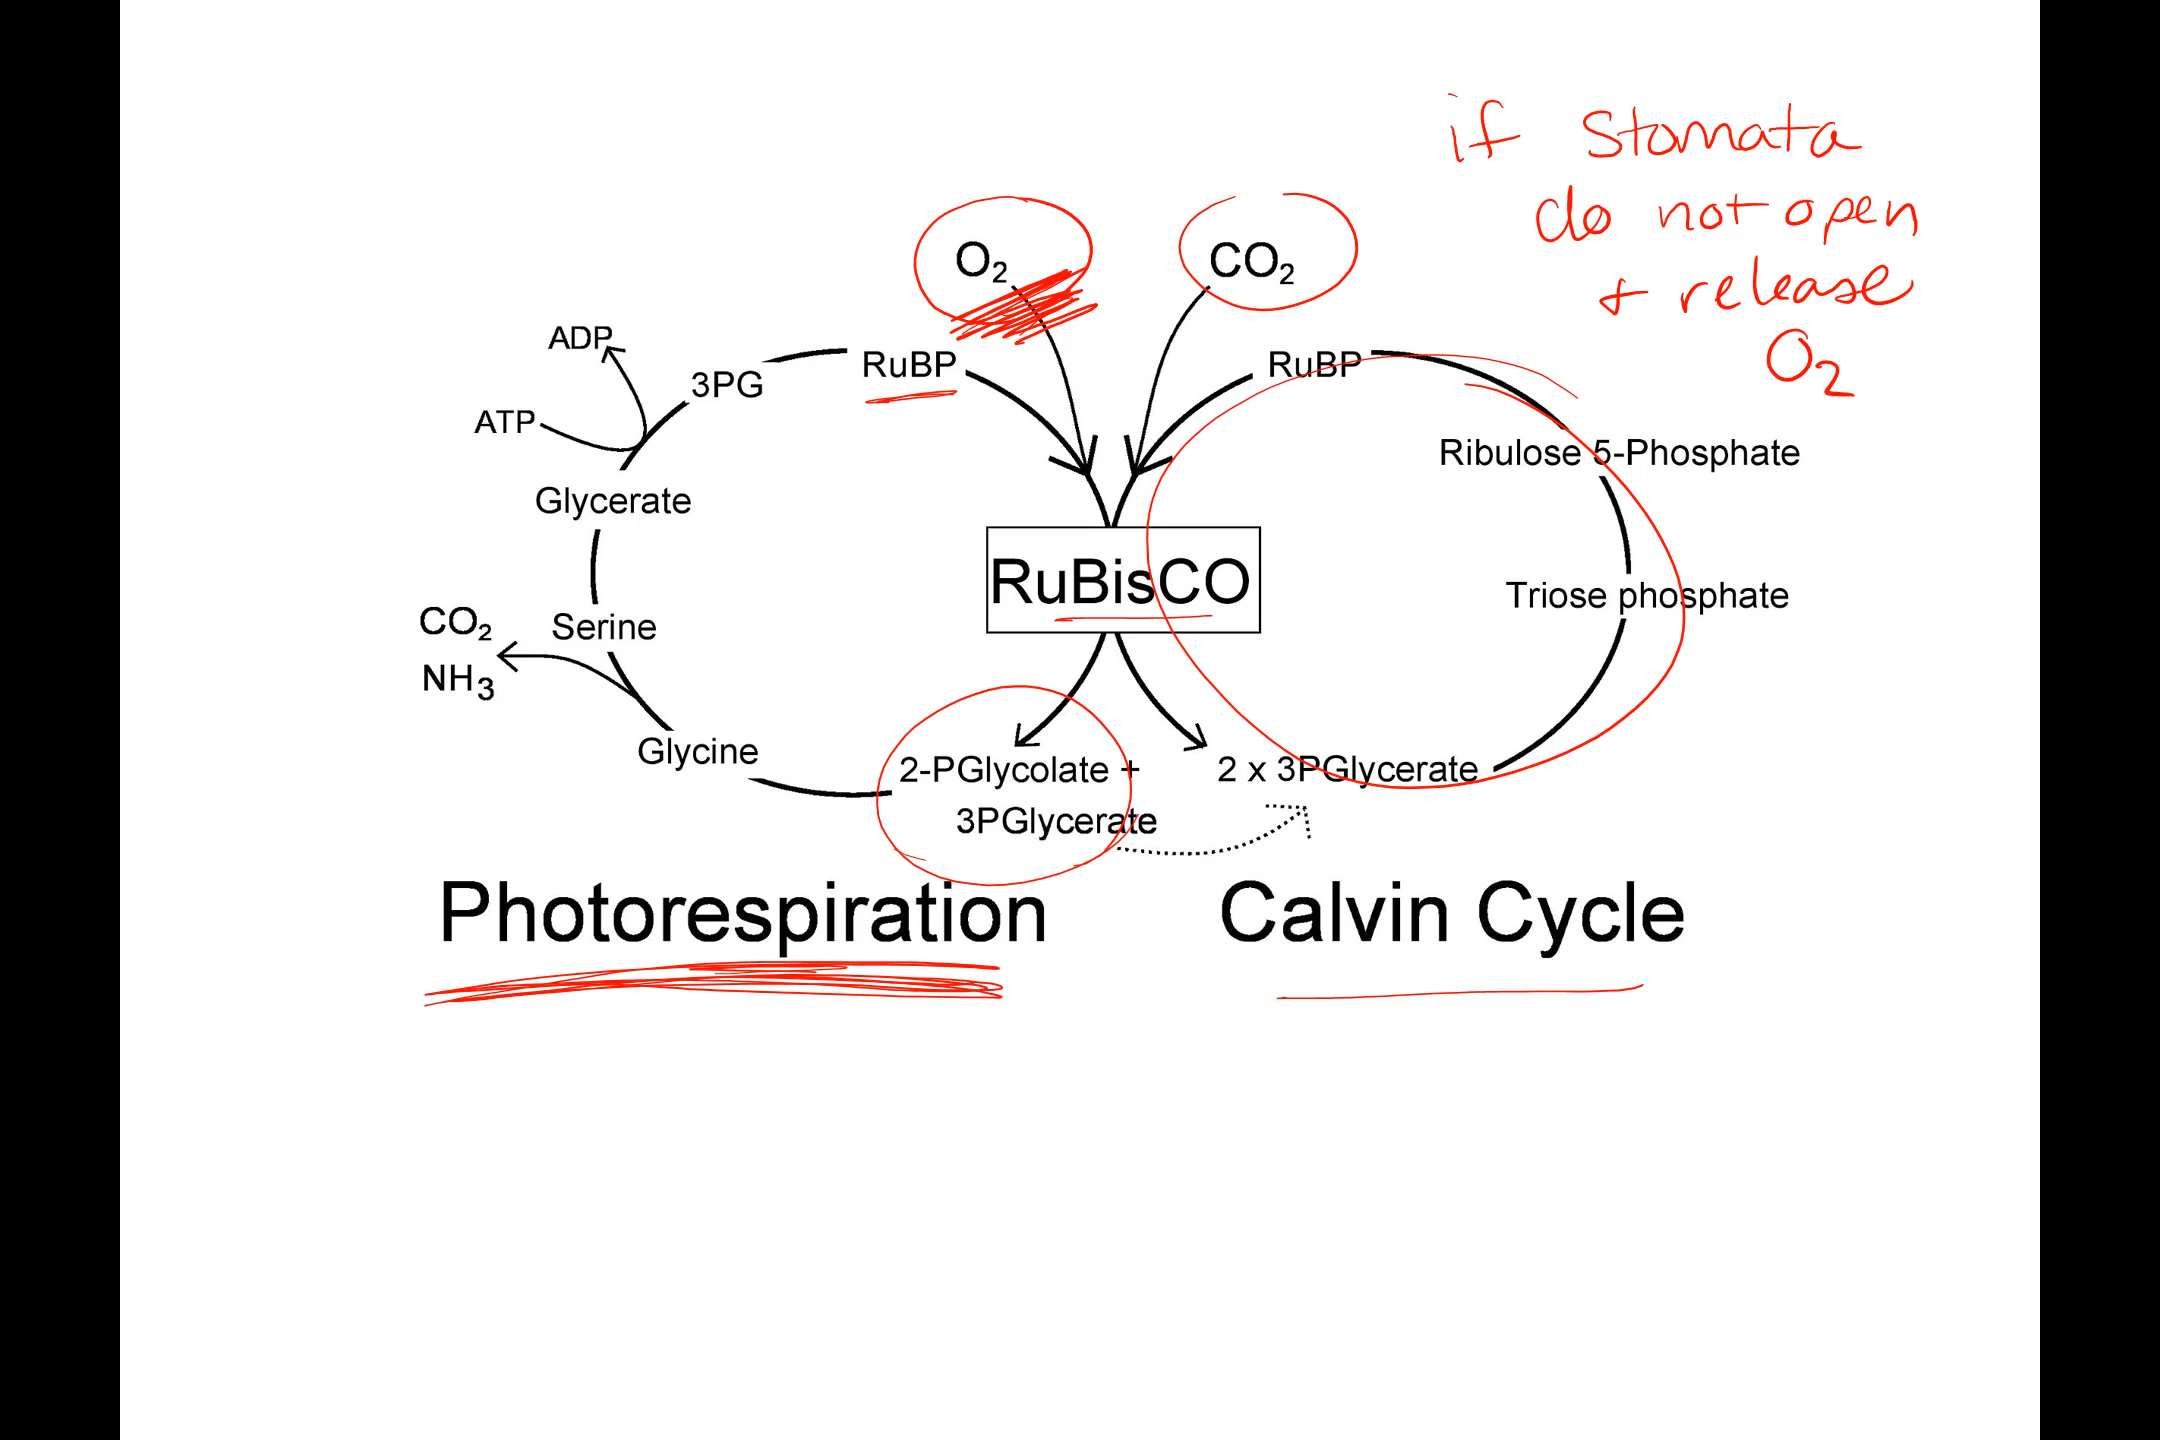 if stomata
do not open
+ release
O₂
O₂
CO₂
ADP
3PG
RuBP
RuBP
ATP
Ribulose 5-Phosphate
Glycerate
RuBisCO
Triose phosphate
CO₂
Serine
NH₃
Glycine
2-PGlycolate +
3PGlycerate
2 x 3PGlycerate
Photorespiration
Calvin Cycle